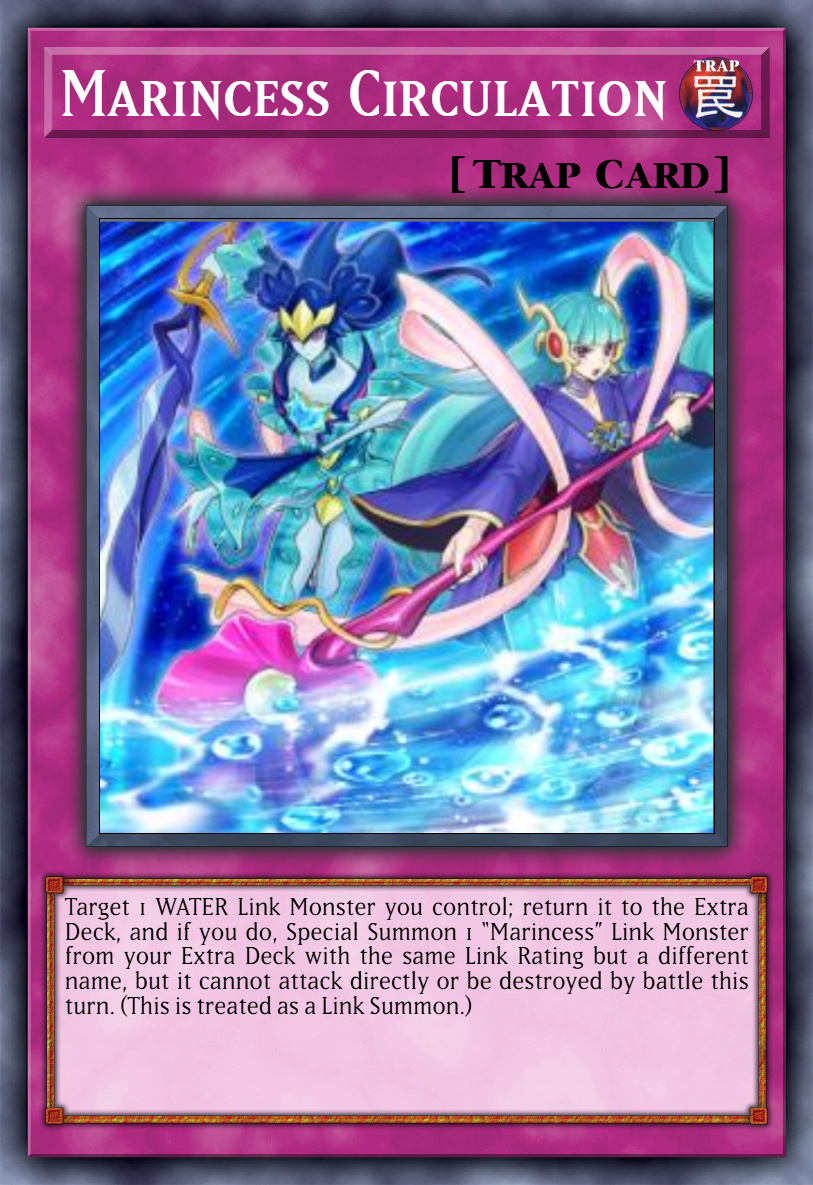 Marincess Circulation
TRAP
罠
[Trap Card]
Target 1 WATER Link Monster you control; return it to the Extra
Deck, and if you do, Special Summon 1 "Marincess" Link Monster
from your Extra Deck with the same Link Rating but a different
name, but it cannot attack directly or be destroyed by battle this
turn. (This is treated as a Link Summon.)